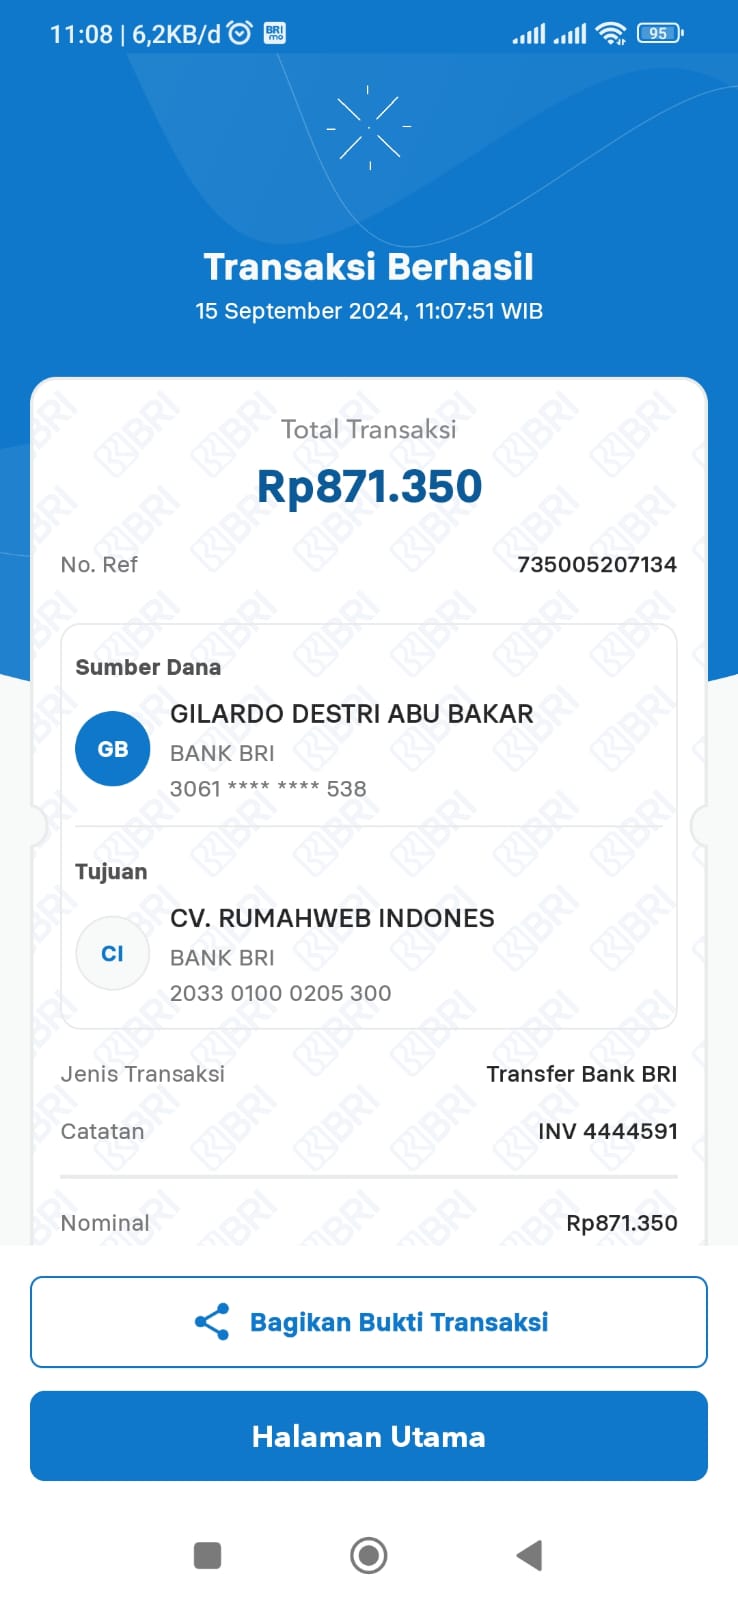 11:08 | 6,2KB/d
BRI
mo
95
Transaksi Berhasil
15 September 2024, 11:07:51 WIB
Total Transaksi
Rp871.350
No. Ref 735005207134
Sumber Dana
GB
GILARDO DESTRI ABU BAKAR
BANK BRI
3061 **** **** 538
Tujuan
CI
CV. RUMAHWEB INDONES
BANK BRI
2033 0100 0205 300
Jenis Transaksi Transfer Bank BRI
Catatan INV 4444591
Nominal Rp871.350
Bagikan Bukti Transaksi
Halaman Utama